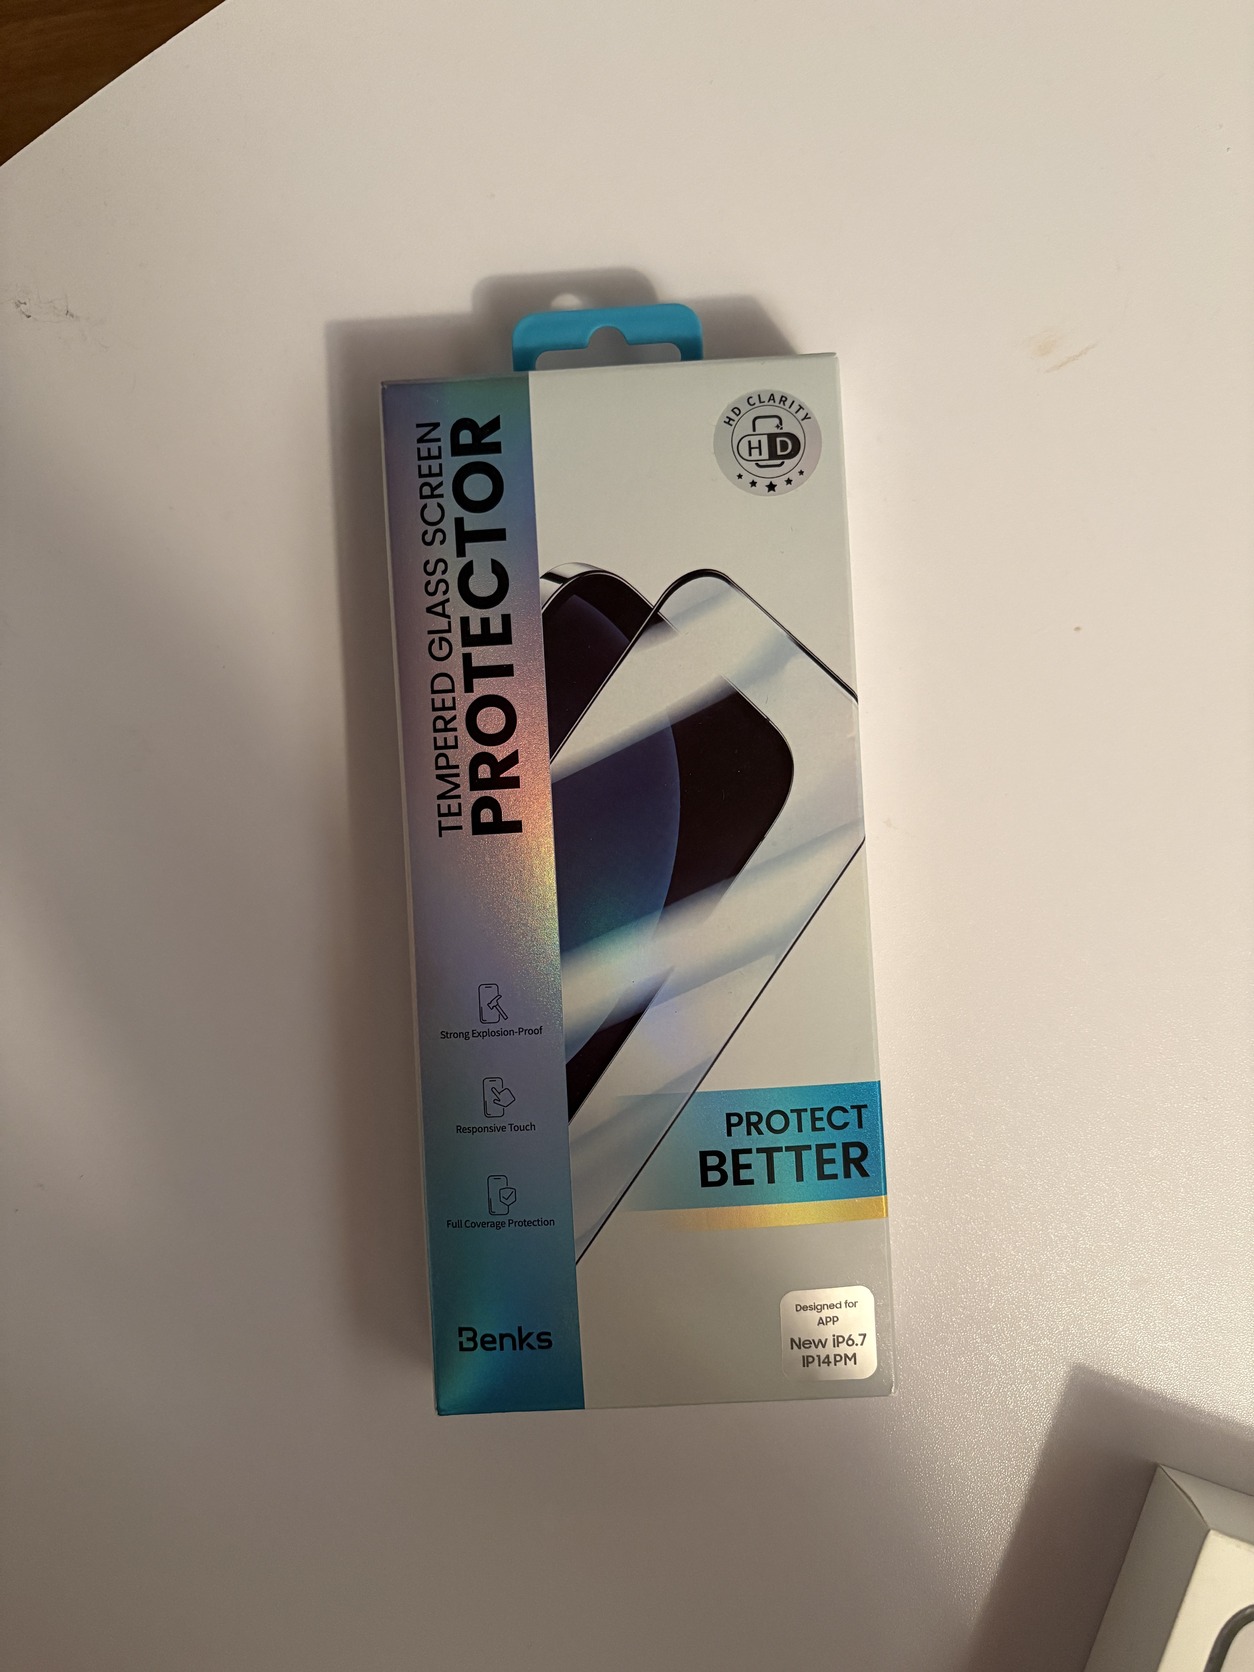 TEMPERED GLASS SCREEN
PROTECTOR
HD CLARITY
HD
Strong Explosion-Proof
Responsive Touch
Full Coverage Protection
PROTECT
BETTER
Benks
Designed for
APP
New iP6.7
IP14PM